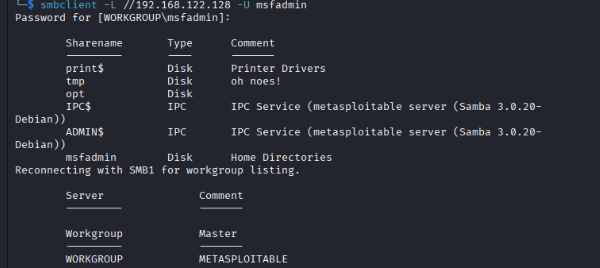 └─$ smbclient -L //192.168.122.128 -U msfadmin
Password for [WORKGROUP\msfadmin]:
Sharename Type Comment
--------- ---- -------
print$ Disk Printer Drivers
tmp Disk oh noes!
opt Disk
IPC$ IPC IPC Service (metasploitable server (Samba 3.0.20-
Debian))
ADMIN$ IPC IPC Service (metasploitable server (Samba 3.0.20-
Debian))
msfadmin Disk Home Directories
Reconnecting with SMB1 for workgroup listing.
Server Comment
--------- -------
Workgroup Master
--------- -------
WORKGROUP METASPLOITABLE